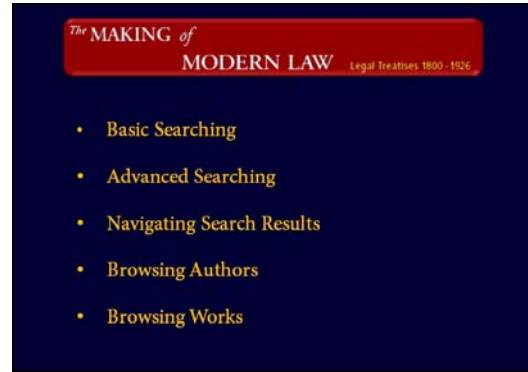 The MAKING of
MODERN LAW Legal Treatises 1800 - 1926
• Basic Searching
• Advanced Searching
• Navigating Search Results
• Browsing Authors
• Browsing Works